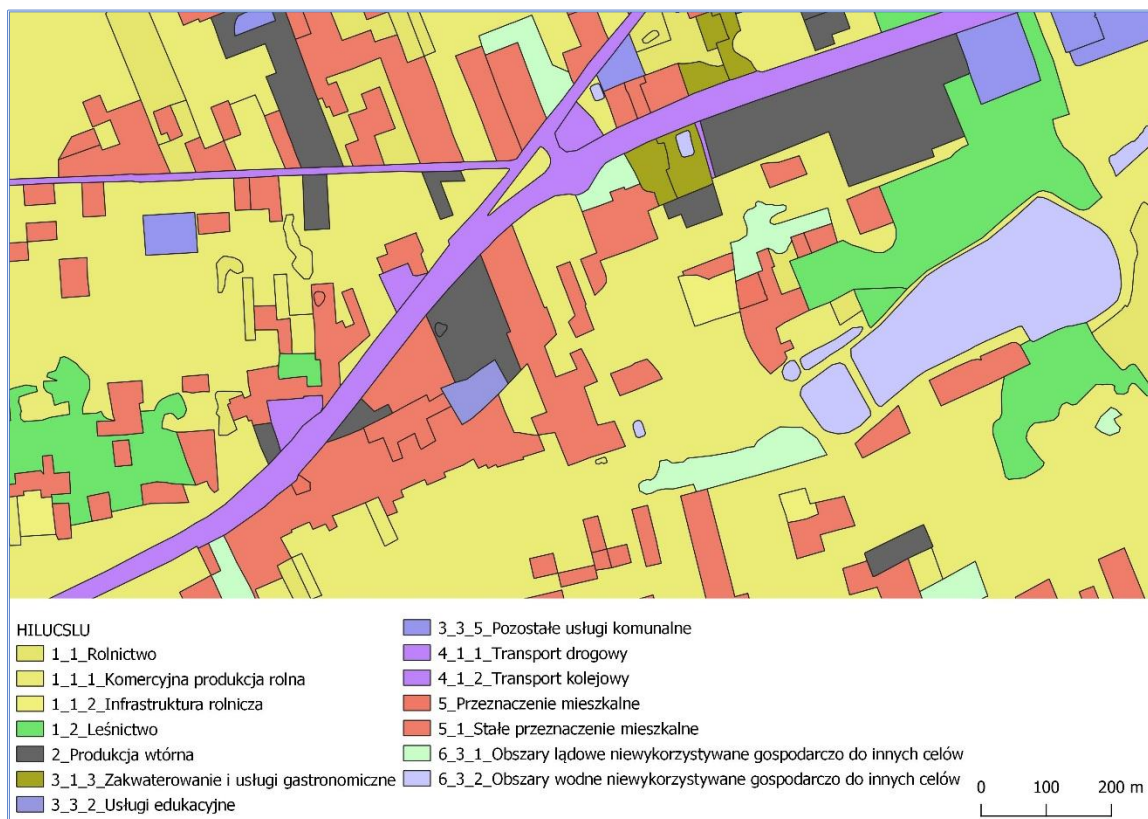 HILUCSLU
1_1_Rolnictwo
1_1_1_Komercyjna produkcja rolna
1_1_2_Infrastruktura rolnicza
1_2_Leśnictwo
2_Produkcja wtórna
3_1_3_Zakwaterowanie i usługi gastronomiczne
3_3_2_Usługi edukacyjne
3_3_5_Pozostałe usługi komunalne
4_1_1_Transport drogowy
4_1_2_Transport kolejowy
5_Przeznaczenie mieszkalne
5_1_Stałe przeznaczenie mieszkalne
6_3_1_Obszary lądowe niewykorzystywane gospodarczo do innych celów
6_3_2_Obszary wodne niewykorzystywane gospodarczo do innych celów
0 100 200 m